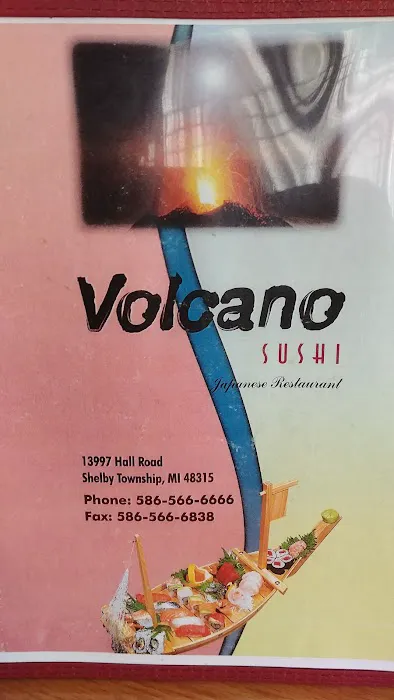 Volcano
SUSHI
Japanese Restaurant
13997 Hall Road
Shelby Township, MI 48315
Phone: 586-566-6666
Fax: 586-566-6838